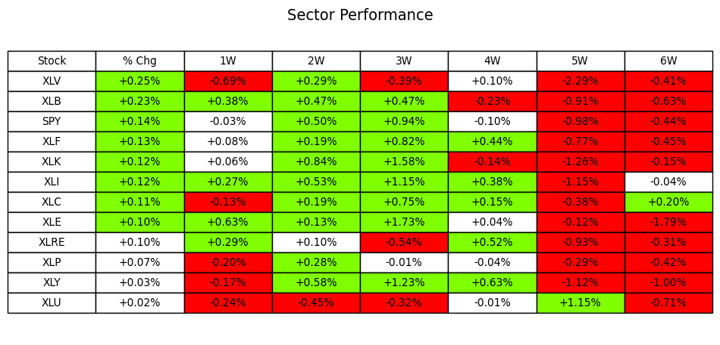 Sector Performance
Stock % Chg 1W 2W 3W 4W 5W 6W
XLV +0.25% -0.69% +0.29% -0.39% +0.10% -2.29% -0.41%
XLB +0.23% +0.38% +0.47% +0.47% -0.23% -0.91% -0.63%
SPY +0.14% -0.03% +0.50% +0.94% -0.10% -0.98% -0.44%
XLF +0.13% +0.08% +0.19% +0.82% +0.44% -0.77% -0.45%
XLK +0.12% +0.06% +0.84% +1.58% -0.14% -1.26% -0.15%
XLI +0.12% +0.27% +0.53% +1.15% +0.38% -1.15% -0.04%
XLC +0.11% -0.13% +0.19% +0.75% +0.15% -0.38% +0.20%
XLE +0.10% +0.63% +0.13% +1.73% +0.04% -0.12% -1.79%
XLRE +0.10% +0.29% +0.10% -0.54% +0.52% -0.93% -0.31%
XLP +0.07% -0.20% +0.28% -0.01% -0.04% -0.29% -0.42%
XLY +0.03% -0.17% +0.58% +1.23% +0.63% -1.12% -1.00%
XLU +0.02% -0.24% -0.45% -0.32% -0.01% +1.15% -0.71%